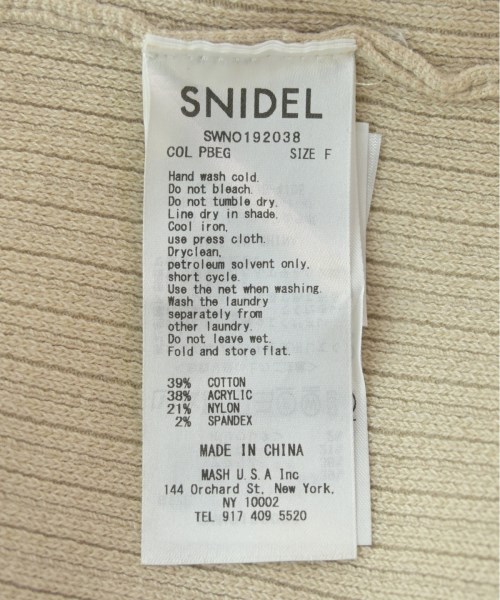 SNIDEL
SWNO192038
COL PBEG SIZE F
Hand wash cold.
Do not bleach.
Do not tumble dry.
Line dry in shade.
Cool iron,
use press cloth.
Dryclean,
petroleum solvent only,
short cycle.
Use the net when washing.
Wash the laundry
separately from
other laundry.
Do not leave wet.
Fold and store flat.
39% COTTON
38% ACRYLIC
21% NYLON
2% SPANDEX
MADE IN CHINA
MASH U.S.A Inc
144 Orchard St, New York,
NY 10002
TEL 917 409 5520